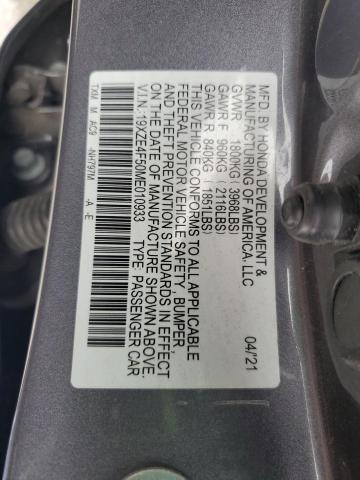 MFD. BY HONDA DEVELOPMENT &
MANUFACTURING OF AMERICA, LLC 04/21
GVWR 1800KG( 3968LBS)
GAWR F 960KG( 2116LBS)
GAWR R 840KG( 1851LBS)
THIS VEHICLE CONFORMS TO ALL APPLICABLE
FEDERAL MOTOR VEHICLE SAFETY, BUMPER,
AND THEFT PREVENTION STANDARDS IN EFFECT
ON THE DATE OF MANUFACTURE SHOWN ABOVE.
V.I.N.:19XZE4F50ME010933 TYPE: PASSENGER CAR
TXM M AC9 -NH797M -A -E